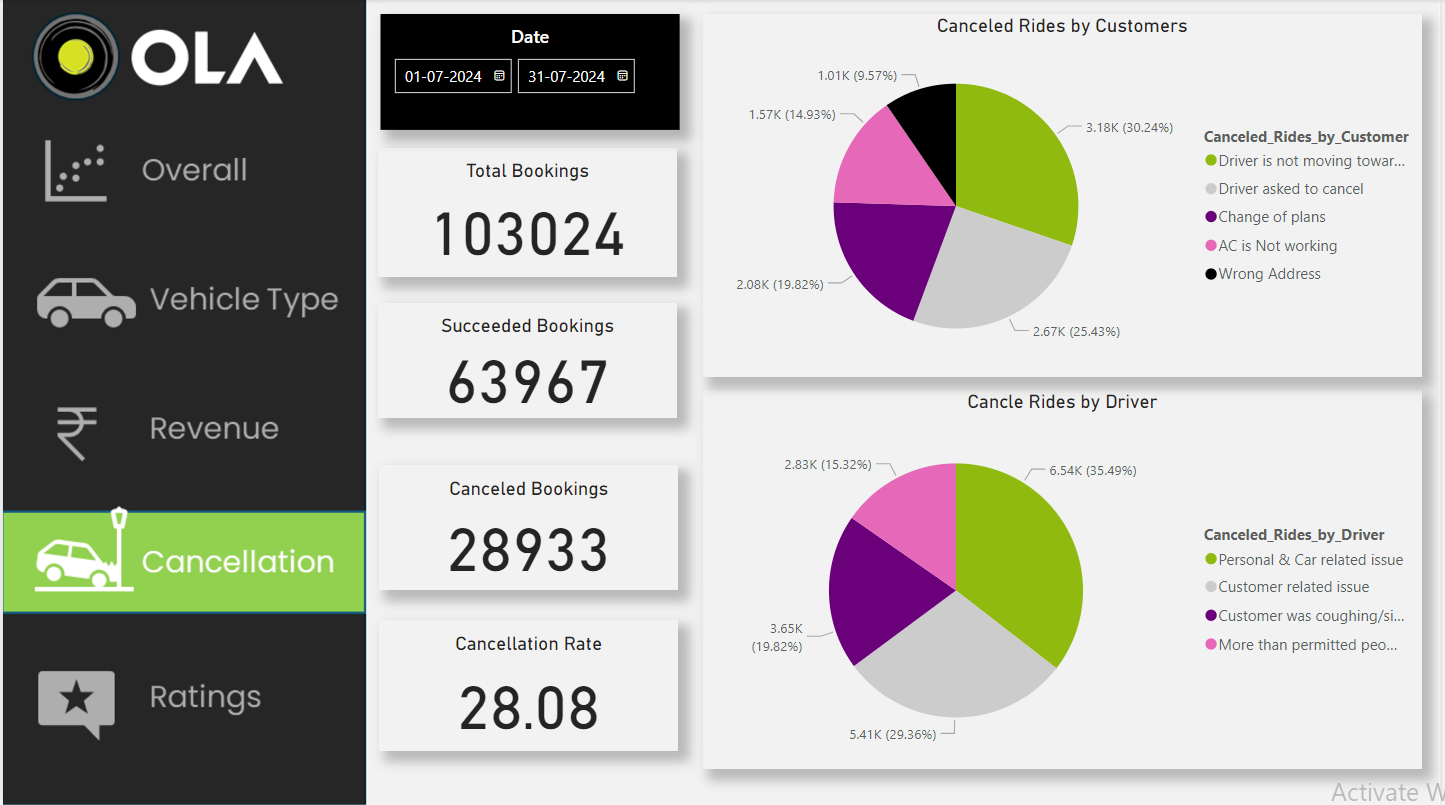 OLA
Overall
Vehicle Type
Revenue
Cancellation
Ratings
Date
01-07-2024 31-07-2024
Total Bookings
103024
Succeeded Bookings
63967
Canceled Bookings
28933
Cancellation Rate
28.08
Canceled Rides by Customers
1.01K (9.57%)
1.57K (14.93%)
3.18K (30.24%)
2.08K (19.82%)
2.67K (25.43%)
Canceled_Rides_by_Customer
Driver is not moving towar...
Driver asked to cancel
Change of plans
AC is Not working
Wrong Address
Cancle Rides by Driver
2.83K (15.32%)
6.54K (35.49%)
3.65K
(19.82%)
5.41K (29.36%)
Canceled_Rides_by_Driver
Personal & Car related issue
Customer related issue
Customer was coughing/si...
More than permitted peo...
Activate W